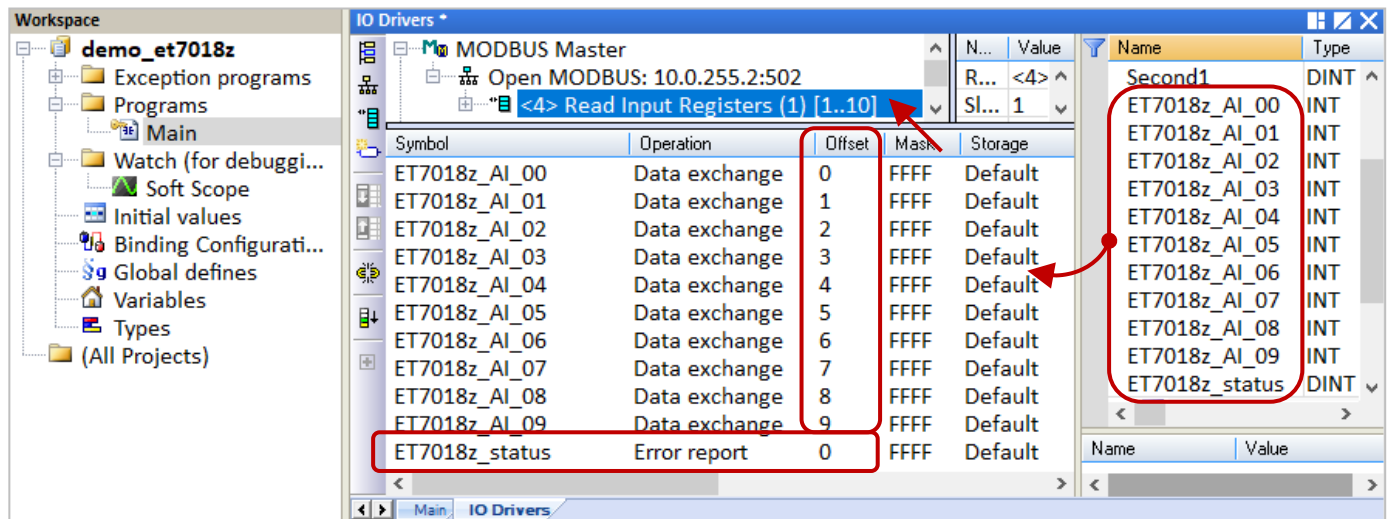 Workspace
demo_et7018z
Exception programs
Programs
Main
Watch (for debuggi...
Soft Scope
Initial values
Binding Configurati...
Global defines
Variables
Types
(All Projects)
IO Drivers *
MODBUS Master
Open MODBUS: 10.0.255.2:502
<4> Read Input Registers (1) [1..10]
N... Value
R... <4>
Sl... 1
Symbol Operation Offset Mask Storage
ET7018z_AI_00 Data exchange 0 FFFF Default
ET7018z_AI_01 Data exchange 1 FFFF Default
ET7018z_AI_02 Data exchange 2 FFFF Default
ET7018z_AI_03 Data exchange 3 FFFF Default
ET7018z_AI_04 Data exchange 4 FFFF Default
ET7018z_AI_05 Data exchange 5 FFFF Default
ET7018z_AI_06 Data exchange 6 FFFF Default
ET7018z_AI_07 Data exchange 7 FFFF Default
ET7018z_AI_08 Data exchange 8 FFFF Default
ET7018z_AI_09 Data exchange 9 FFFF Default
ET7018z_status Error report 0 FFFF Default
Main IO Drivers
Name Type
Second1 DINT
ET7018z_AI_00 INT
ET7018z_AI_01 INT
ET7018z_AI_02 INT
ET7018z_AI_03 INT
ET7018z_AI_04 INT
ET7018z_AI_05 INT
ET7018z_AI_06 INT
ET7018z_AI_07 INT
ET7018z_AI_08 INT
ET7018z_AI_09 INT
ET7018z_status DINT
Name Value